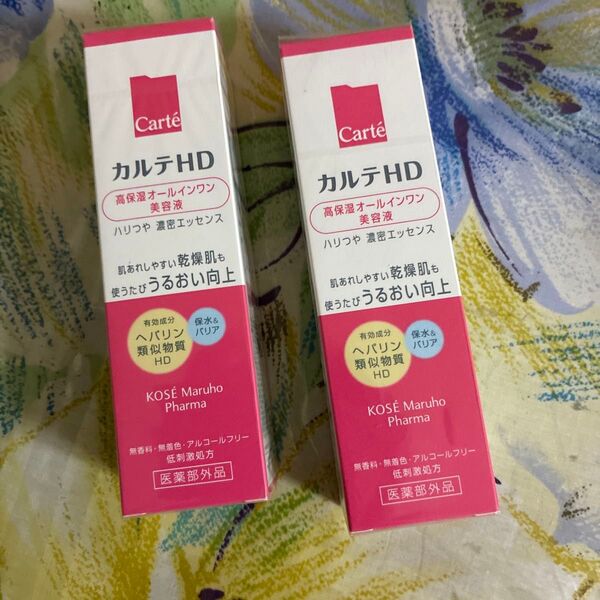 Carté
カルテHD
高保湿オールインワン
美容液
ハリつや 濃密エッセンス
肌あれしやすい乾燥肌も
使うたびうるおい向上
有効成分
ヘパリン
類似物質
HD
保水&
バリア
KOSÉ Maruho
Pharma
無香料・無着色・アルコールフリー
低刺激処方
医薬部外品
Carté
カルテHD
高保湿オールインワン
美容液
ハリつや 濃密エッセンス
肌あれしやすい乾燥肌も
使うたびうるおい向上
有効成分
ヘパリン
類似物質
HD
保水&
バリア
KOSÉ Maruho
Pharma
無香料・無着色・アルコールフリー
低刺激処方
医薬部外品